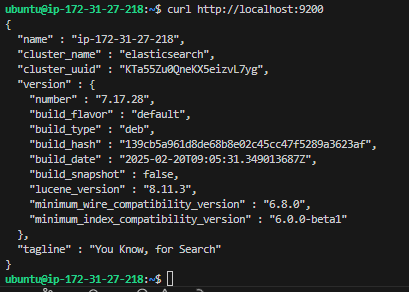 ubuntu@ip-172-31-27-218:~$ curl http://localhost:9200
{
  "name" : "ip-172-31-27-218",
  "cluster_name" : "elasticsearch",
  "cluster_uuid" : "KTa55Zu0QneKX5eizvL7yg",
  "version" : {
    "number" : "7.17.28",
    "build_flavor" : "default",
    "build_type" : "deb",
    "build_hash" : "139cb5a961d8de68b8e02c45cc47f5289a3623af",
    "build_date" : "2025-02-20T09:05:31.349013687Z",
    "build_snapshot" : false,
    "lucene_version" : "8.11.3",
    "minimum_wire_compatibility_version" : "6.8.0",
    "minimum_index_compatibility_version" : "6.0.0-beta1"
  },
  "tagline" : "You Know, for Search"
}
ubuntu@ip-172-31-27-218:~$